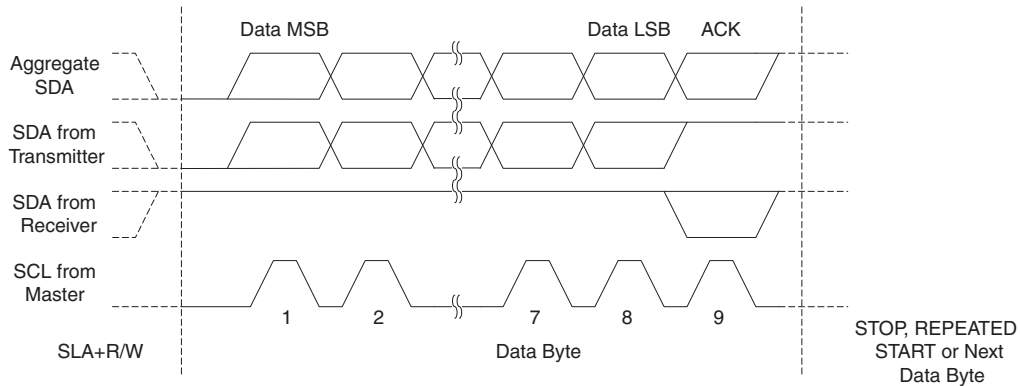 Data MSB
Data LSB
ACK
Aggregate
SDA
SDA from
Transmitter
SDA from
Receiver
SCL from
Master
1
2
7
8
9
SLA+R/W
Data Byte
STOP, REPEATED
START or Next
Data Byte